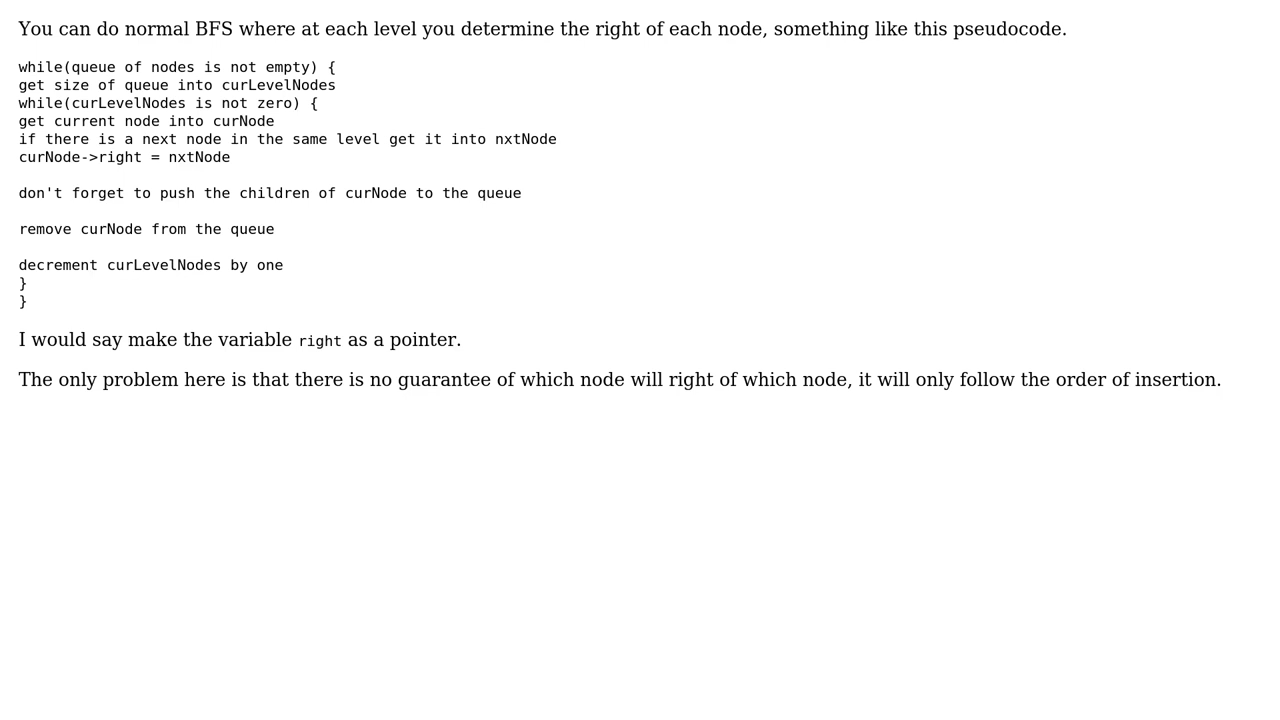 You can do normal BFS where at each level you determine the right of each node, something like this pseudocode.
while(queue of nodes is not empty) {
get size of queue into curLevelNodes
while(curLevelNodes is not zero) {
get current node into curNode
if there is a next node in the same level get it into nxtNode
curNode->right = nxtNode
don't forget to push the children of curNode to the queue
remove curNode from the queue
decrement curLevelNodes by one
}
}
I would say make the variable right as a pointer.
The only problem here is that there is no guarantee of which node will right of which node, it will only follow the order of insertion.